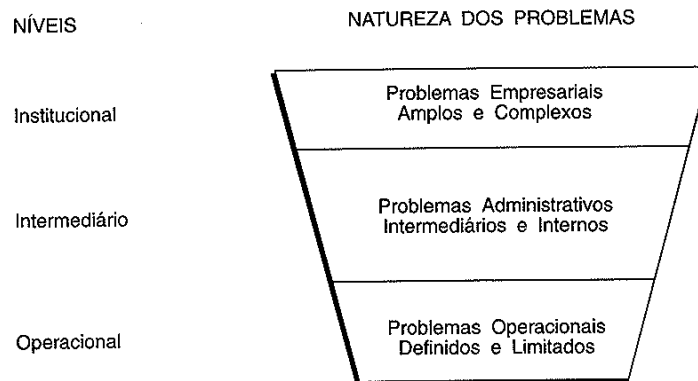 NÍVEIS
NATUREZA DOS PROBLEMAS
Institucional
Problemas Empresariais
Amplos e Complexos
Intermediário
Problemas Administrativos
Intermediários e Internos
Operacional
Problemas Operacionais
Definidos e Limitados